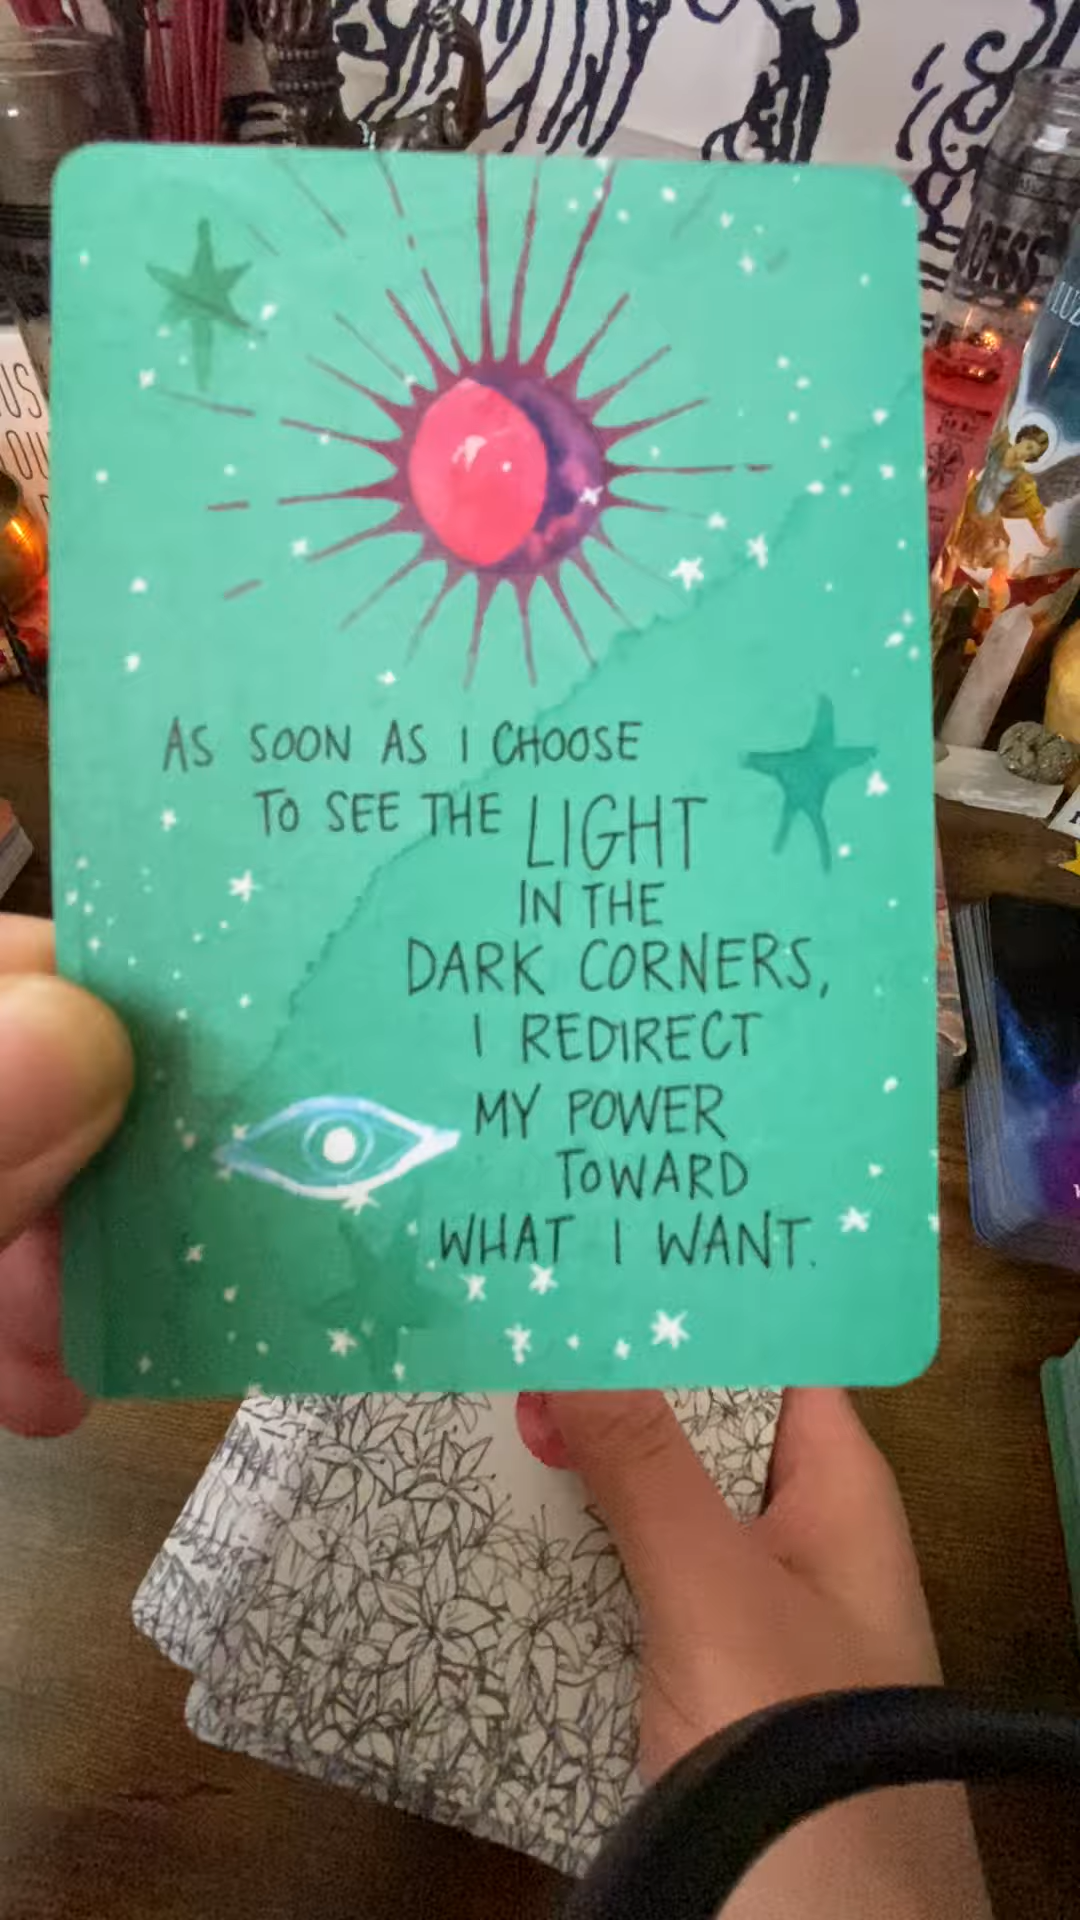 AS SOON AS I CHOOSE
TO SEE THE LIGHT
IN THE
DARK CORNERS,
I REDIRECT
MY POWER
TOWARD
WHAT I WANT.